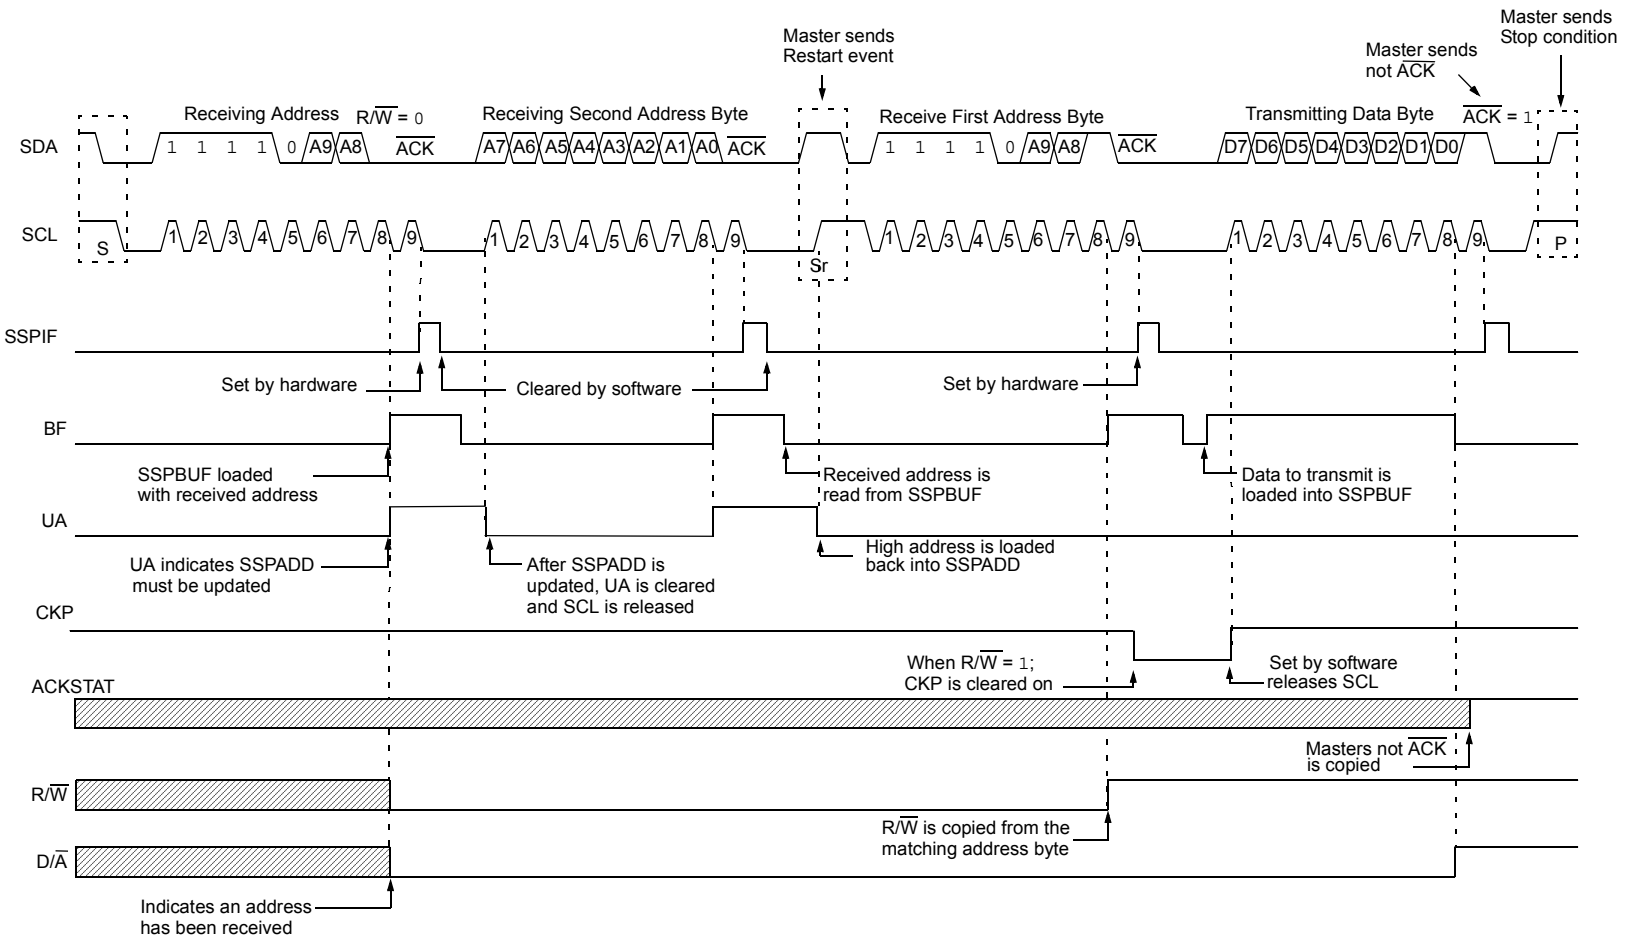 Master sends
Stop condition
Master sends
Restart event
Master sends
not ACK
Receiving Address R/W = 0
Receiving Second Address Byte
Receive First Address Byte
Transmitting Data Byte
ACK = 1
SDA
1 1 1 1 0 A9 A8 ACK
A7 A6 A5 A4 A3 A2 A1 A0 ACK
1 1 1 1 0 A9 A8 ACK
D7 D6 D5 D4 D3 D2 D1 D0
SCL
S
1 2 3 4 5 6 7 8 9
1 2 3 4 5 6 7 8 9
Sr
1 2 3 4 5 6 7 8 9
1 2 3 4 5 6 7 8 9
P
SSPIF
Set by hardware
Cleared by software
Set by hardware
BF
SSPBUF loaded
with received address
Received address is
read from SSPBUF
Data to transmit is
loaded into SSPBUF
UA
UA indicates SSPADD
must be updated
After SSPADD is
updated, UA is cleared
and SCL is released
High address is loaded
back into SSPADD
CKP
When R/W = 1;
CKP is cleared on
Set by software
releases SCL
ACKSTAT
Masters not ACK
is copied
R/W
R/W is copied from the
matching address byte
D/A
Indicates an address
has been received